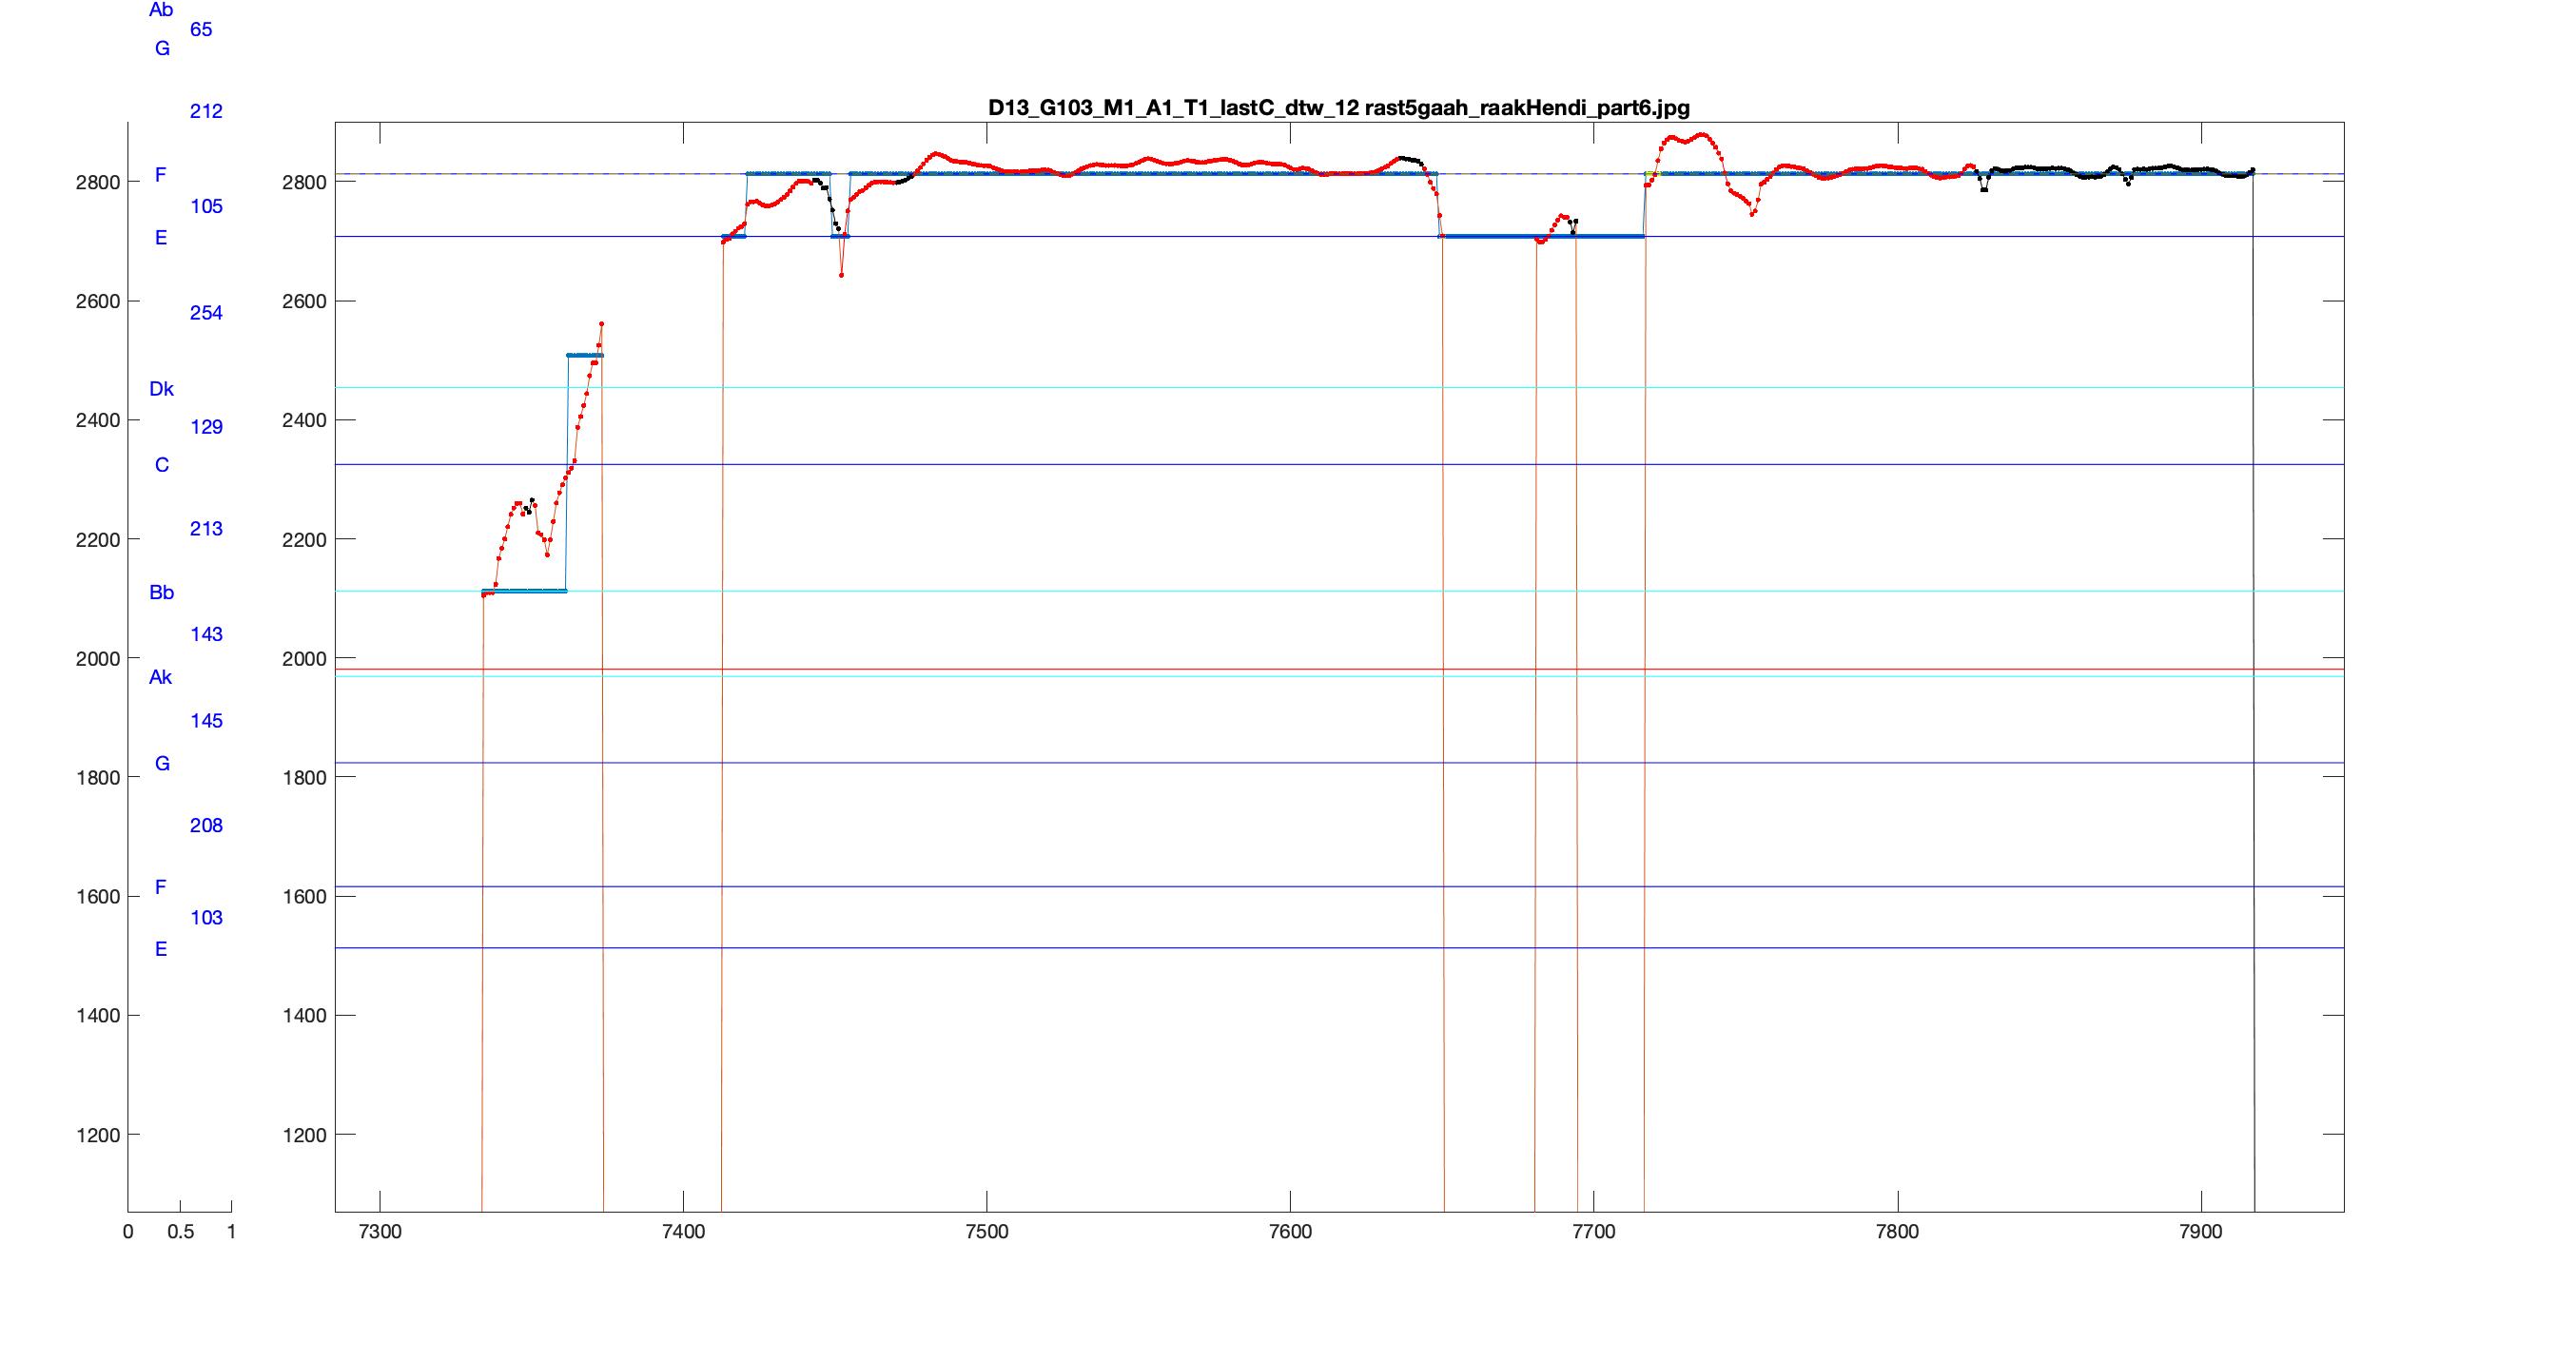 Ab
65
G
212
D13_G103_M1_A1_T1_lastC_dtw_12 rast5gaah_raakHendi_part6.jpg
2800 F 2800
105
E
2600 254 2600
Dk
2400 129 2400
C
213
2200 2200
Bb
143
2000 2000
Ak
145
G
1800 1800
208
F
1600 1600
103
E
1400 1400
1200 1200
0 0.5 1 7300 7400 7500 7600 7700 7800 7900